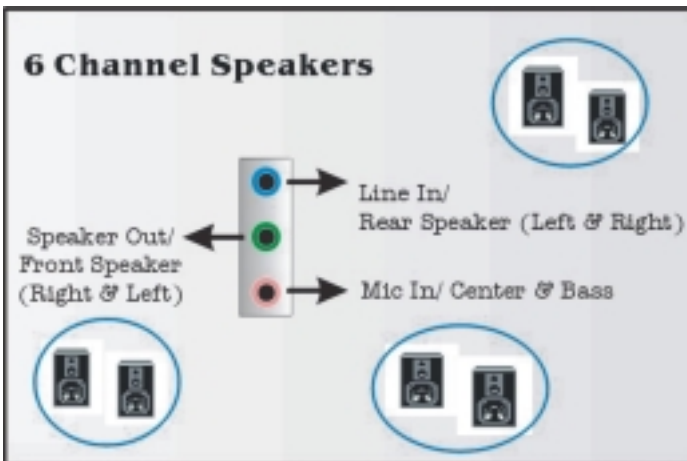 6 Channel Speakers
Line In/
Rear Speaker (Left & Right)
Speaker Out/
Front Speaker
(Right & Left)
Mic In/ Center & Bass